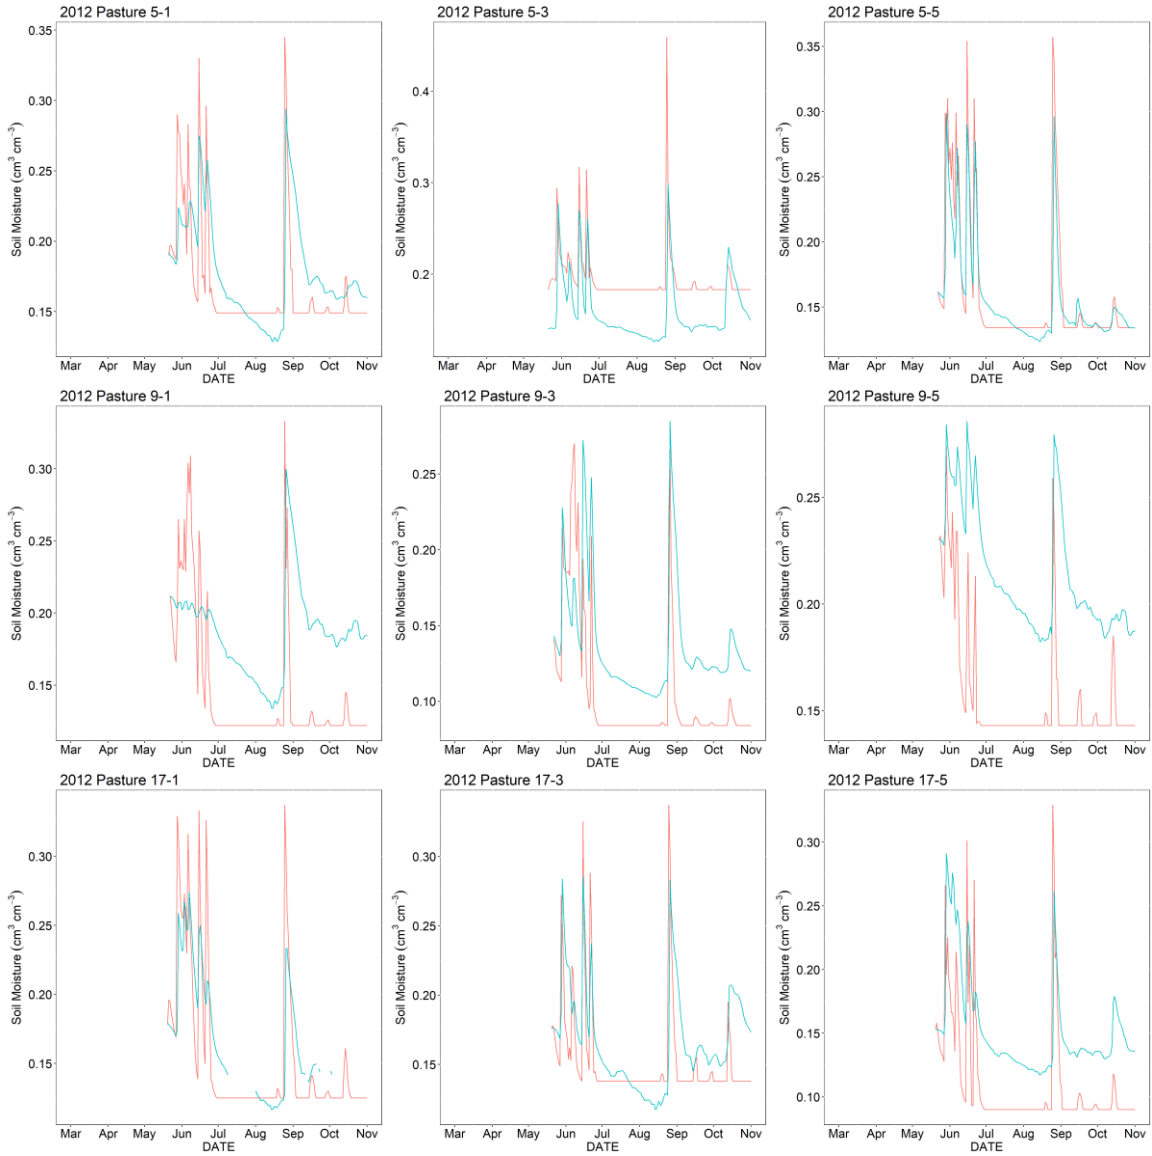 2012 Pasture 5-1
2012 Pasture 5-3
2012 Pasture 5-5
Soil Moisture (cm³ cm⁻³)
0.35
0.30
0.25
0.20
0.15
Mar Apr May Jun Jul Aug Sep Oct Nov
DATE
Soil Moisture (cm³ cm⁻³)
0.4
0.3
0.2
Mar Apr May Jun Jul Aug Sep Oct Nov
DATE
Soil Moisture (cm³ cm⁻³)
0.35
0.30
0.25
0.20
0.15
Mar Apr May Jun Jul Aug Sep Oct Nov
DATE
2012 Pasture 9-1
2012 Pasture 9-3
2012 Pasture 9-5
Soil Moisture (cm³ cm⁻³)
0.30
0.25
0.20
0.15
Mar Apr May Jun Jul Aug Sep Oct Nov
DATE
Soil Moisture (cm³ cm⁻³)
0.25
0.20
0.15
0.10
Mar Apr May Jun Jul Aug Sep Oct Nov
DATE
Soil Moisture (cm³ cm⁻³)
0.25
0.20
0.15
Mar Apr May Jun Jul Aug Sep Oct Nov
DATE
2012 Pasture 17-1
2012 Pasture 17-3
2012 Pasture 17-5
Soil Moisture (cm³ cm⁻³)
0.30
0.25
0.20
0.15
Mar Apr May Jun Jul Aug Sep Oct Nov
DATE
Soil Moisture (cm³ cm⁻³)
0.30
0.25
0.20
0.15
Mar Apr May Jun Jul Aug Sep Oct Nov
DATE
Soil Moisture (cm³ cm⁻³)
0.30
0.25
0.20
0.15
0.10
Mar Apr May Jun Jul Aug Sep Oct Nov
DATE